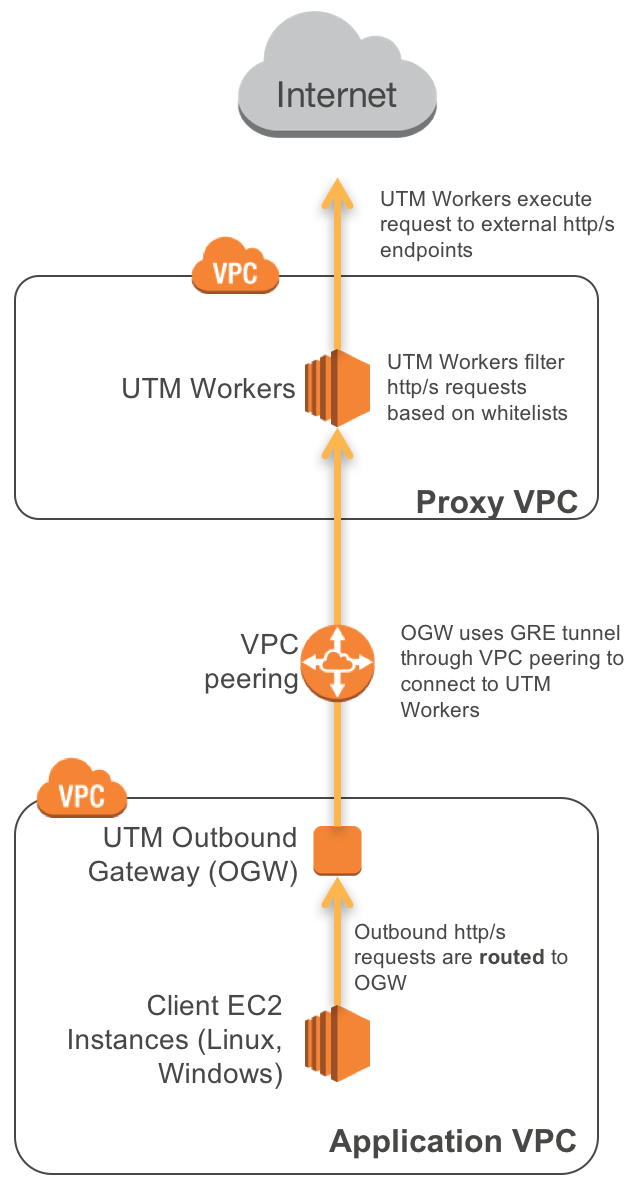 Internet
UTM Workers execute
request to external http/s
endpoints
VPC
UTM Workers
UTM Workers filter
http/s requests
based on whitelists
Proxy VPC
VPC
peering
OGW uses GRE tunnel
through VPC peering to
connect to UTM
Workers
VPC
UTM Outbound
Gateway (OGW)
Outbound http/s
requests are routed to
OGW
Client EC2
Instances (Linux,
Windows)
Application VPC